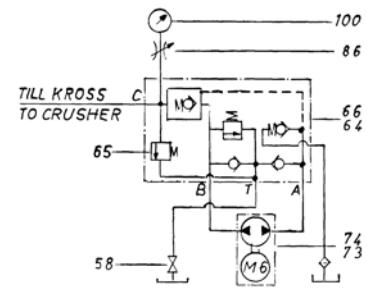 100
86
TILL KROSS
TO CRUSHER
C
M
66
64
M
65
M
B
T
A
74
73
58
M6